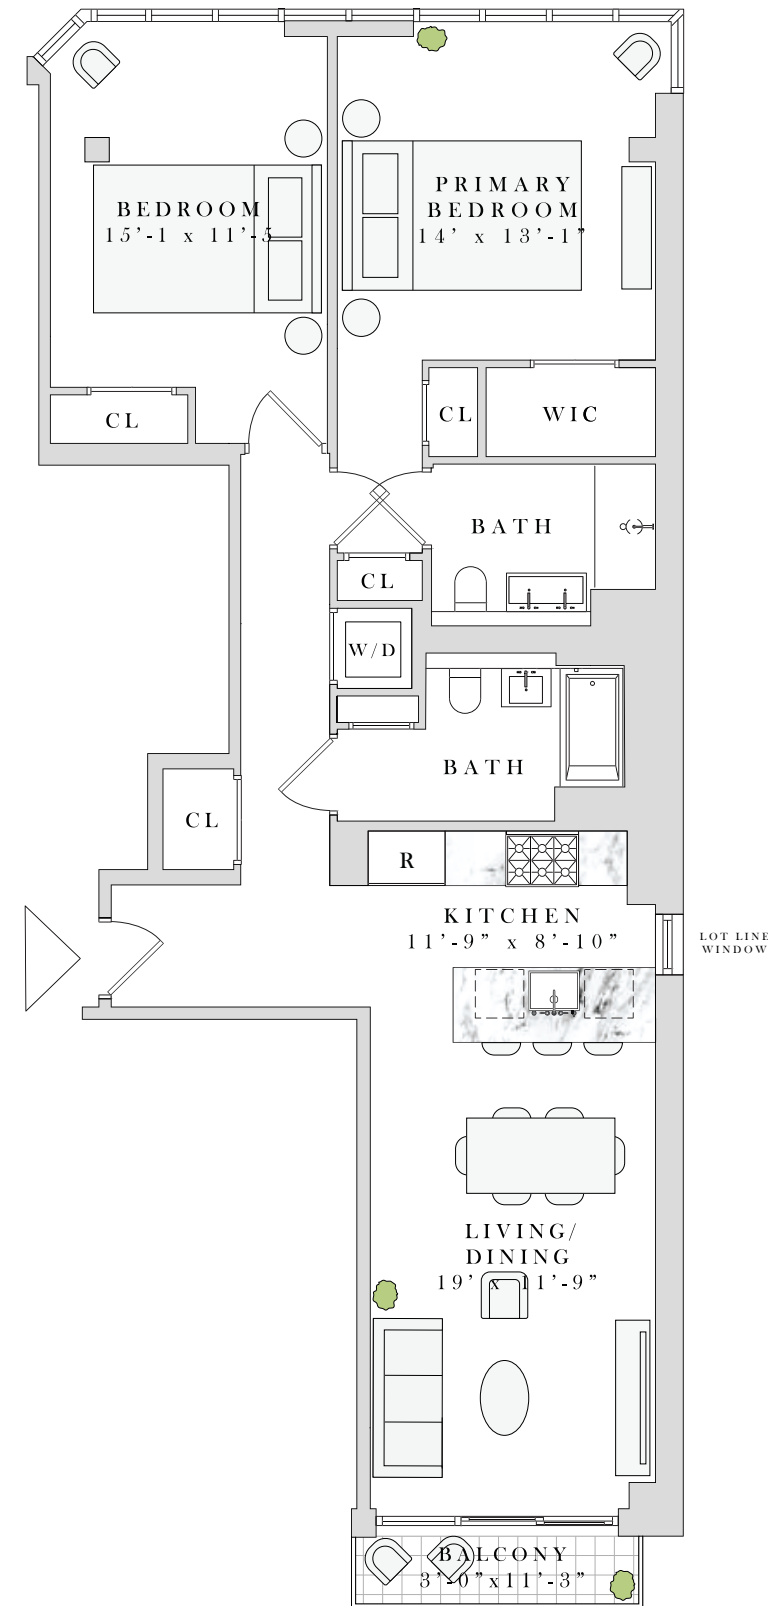 BEDROOM
15’-1 x 11’-5
PRIMARY
BEDROOM
14’ x 13’-1”
CL
CL
WIC
BATH
CL
W/D
BATH
CL
R
KITCHEN
11’-9” x 8’-10”
LOT LINE
WINDOW
LIVING/
DINING
19’ x 11’-9”
BALCONY
3’-0”x11’-3”